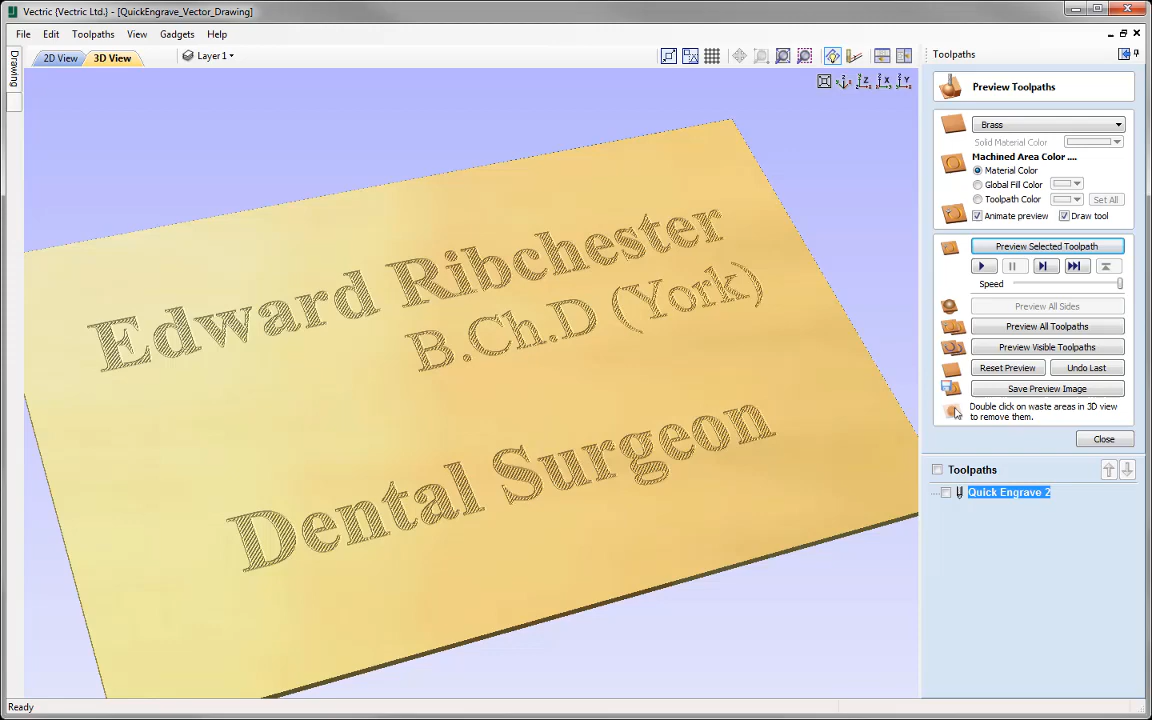 Vectric {Vectric Ltd.} - [QuickEngrave_Vector_Drawing]
File Edit Toolpaths View Gadgets Help
Drawing
2D View 3D View Layer 1
Z X Y
Edward Ribchester
B.Ch.D (York)
Dental Surgeon
Toolpaths
Preview Toolpaths
Brass
Solid Material Color
Machined Area Color ....
Material Color
Global Fill Color
Toolpath Color Set All
Animate preview Draw tool
Preview Selected Toolpath
Speed
Preview All Sides
Preview All Toolpaths
Preview Visible Toolpaths
Reset Preview Undo Last
Save Preview Image
Double click on waste areas in 3D view
to remove them.
Close
Toolpaths
Quick Engrave 2
Ready